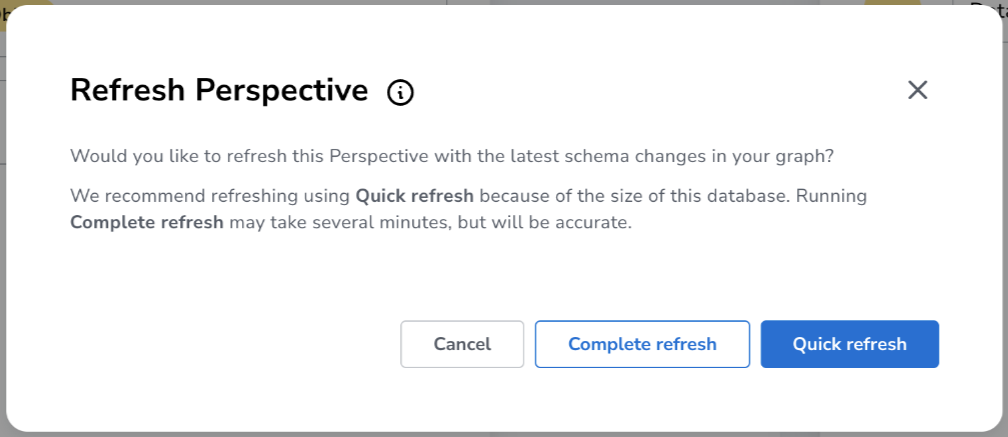 Refresh Perspective
Would you like to refresh this Perspective with the latest schema changes in your graph?
We recommend refreshing using Quick refresh because of the size of this database. Running
Complete refresh may take several minutes, but will be accurate.
Cancel
Complete refresh
Quick refresh